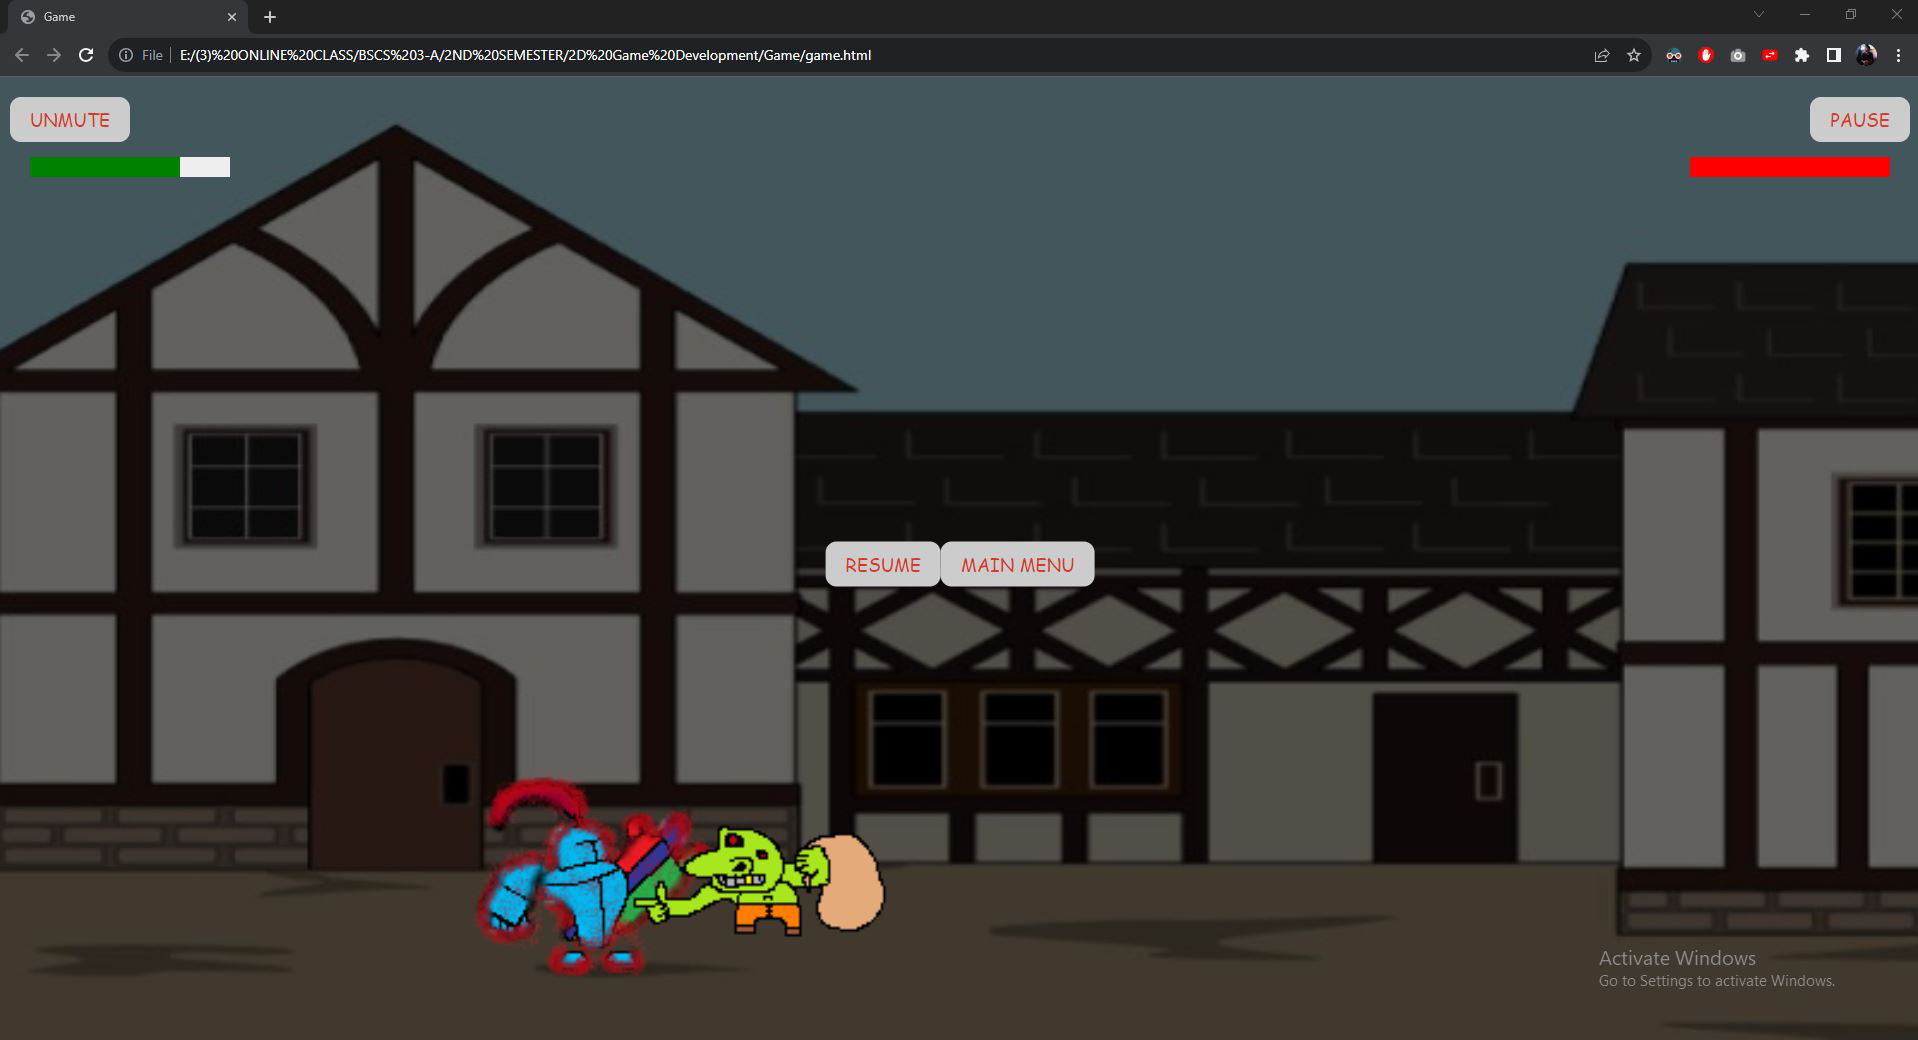 Game
File
E:/(3)%20ONLINE%20CLASS/BSCS%203-A/2ND%20SEMESTER/2D%20Game%20Development/Game/game.html
UNMUTE
PAUSE
RESUME
MAIN MENU
Activate Windows
Go to Settings to activate Windows.